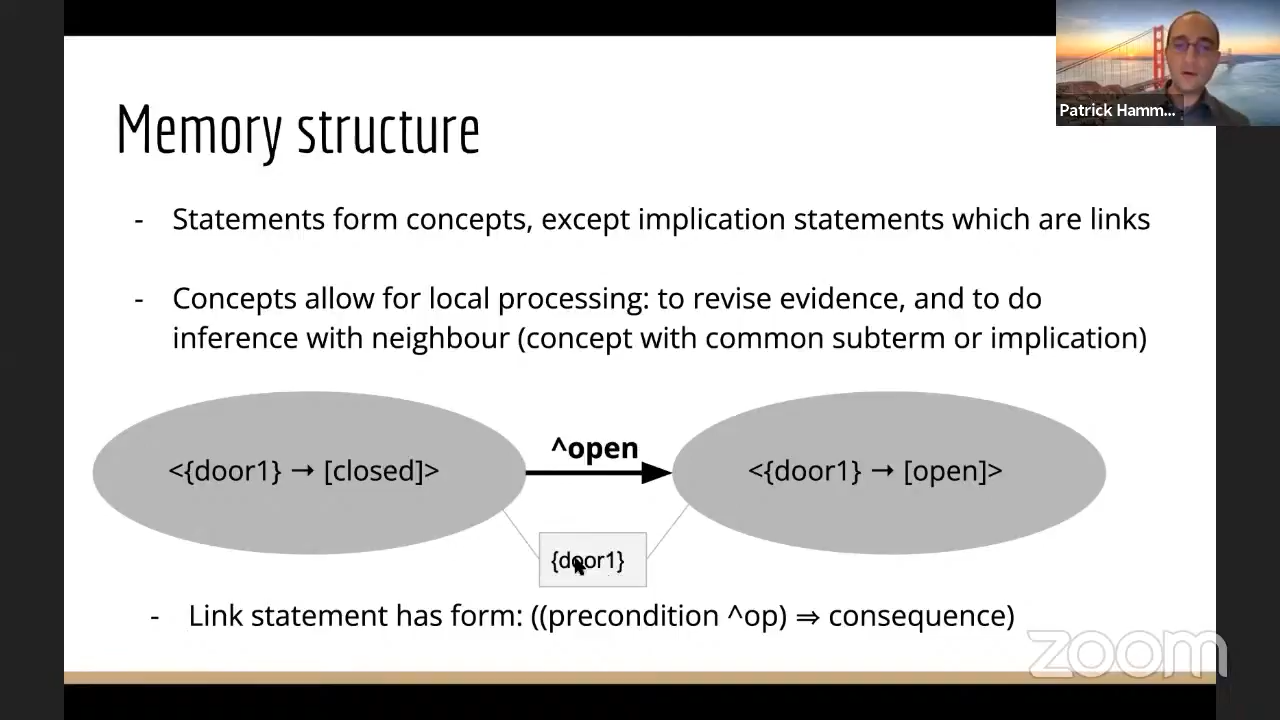 Patrick Hamm...
Memory structure
- Statements form concepts, except implication statements which are links
- Concepts allow for local processing: to revise evidence, and to do
inference with neighbour (concept with common subterm or implication)
^open
<{door1} → [closed]>
<{door1} → [open]>
{door1}
- Link statement has form: ((precondition ^op) ⇒ consequence)
zoom